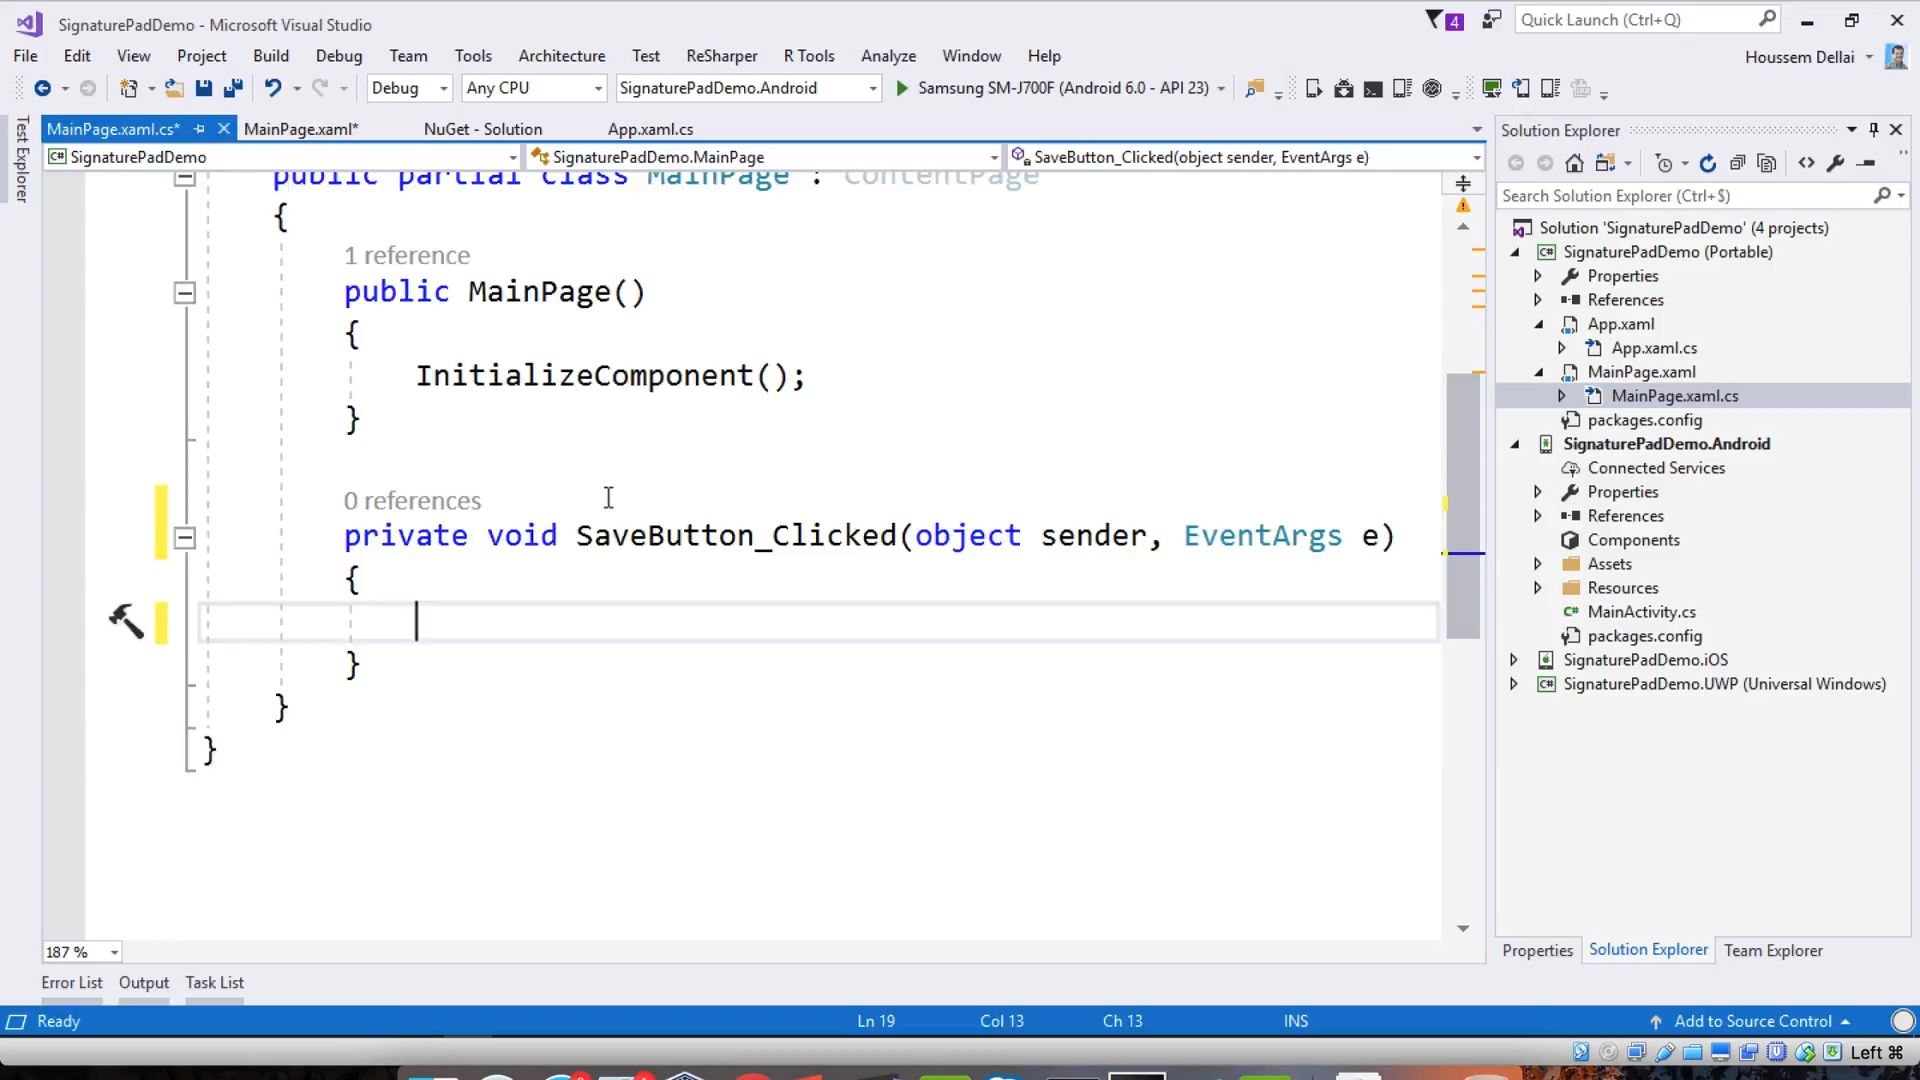 SignaturePadDemo - Microsoft Visual Studio
4
Quick Launch (Ctrl+Q)
File Edit View Project Build Debug Team Tools Architecture Test ReSharper R Tools Analyze Window Help
Houssem Dellai
Debug Any CPU SignaturePadDemo.Android Samsung SM-J700F (Android 6.0 - API 23)
Test Explorer
MainPage.xaml.cs* MainPage.xaml* NuGet - Solution App.xaml.cs
SignaturePadDemo SignaturePadDemo.MainPage SaveButton_Clicked(object sender, EventArgs e)
public partial class MainPage : ContentPage
{
1 reference
public MainPage()
{
InitializeComponent();
}
0 references
private void SaveButton_Clicked(object sender, EventArgs e)
{
}
}
}
187 %
Error List Output Task List
Solution Explorer
Search Solution Explorer (Ctrl+$)
Solution 'SignaturePadDemo' (4 projects)
SignaturePadDemo (Portable)
Properties
References
App.xaml
App.xaml.cs
MainPage.xaml
MainPage.xaml.cs
packages.config
SignaturePadDemo.Android
Connected Services
Properties
References
Components
Assets
Resources
MainActivity.cs
packages.config
SignaturePadDemo.iOS
SignaturePadDemo.UWP (Universal Windows)
Properties Solution Explorer Team Explorer
Ready Ln 19 Col 13 Ch 13 INS Add to Source Control
Left ⌘